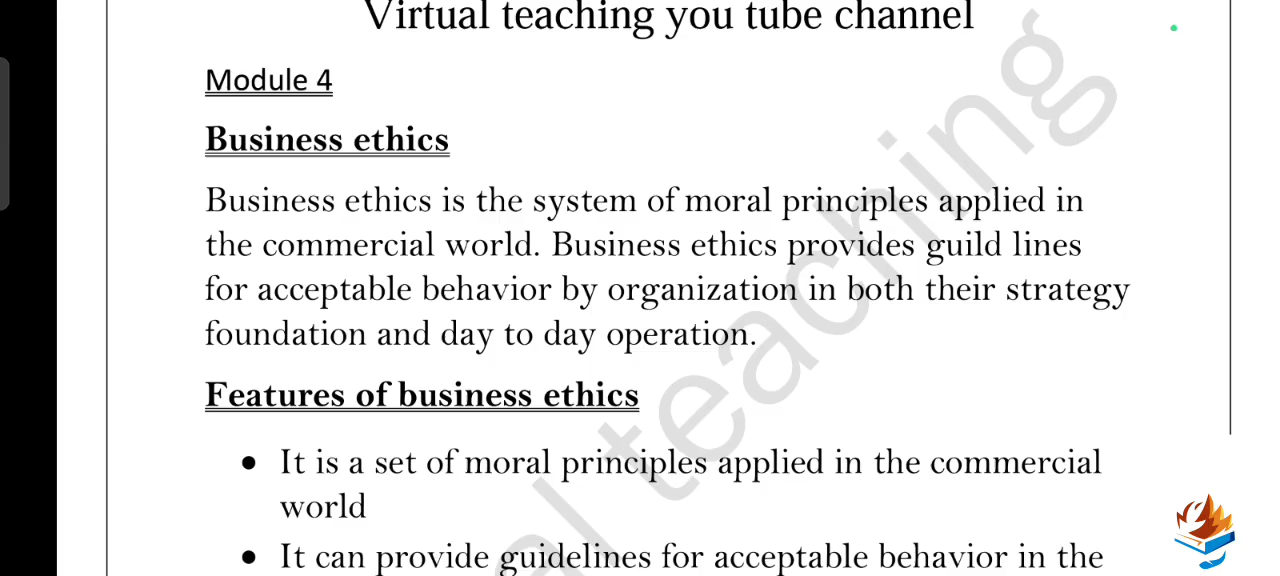 Virtual teaching you tube channel
Module 4
Business ethics
Business ethics is the system of moral principles applied in
the commercial world. Business ethics provides guild lines
for acceptable behavior by organization in both their strategy
foundation and day to day operation.
Features of business ethics
● It is a set of moral principles applied in the commercial
world
● It can provide guidelines for acceptable behavior in the
teaching